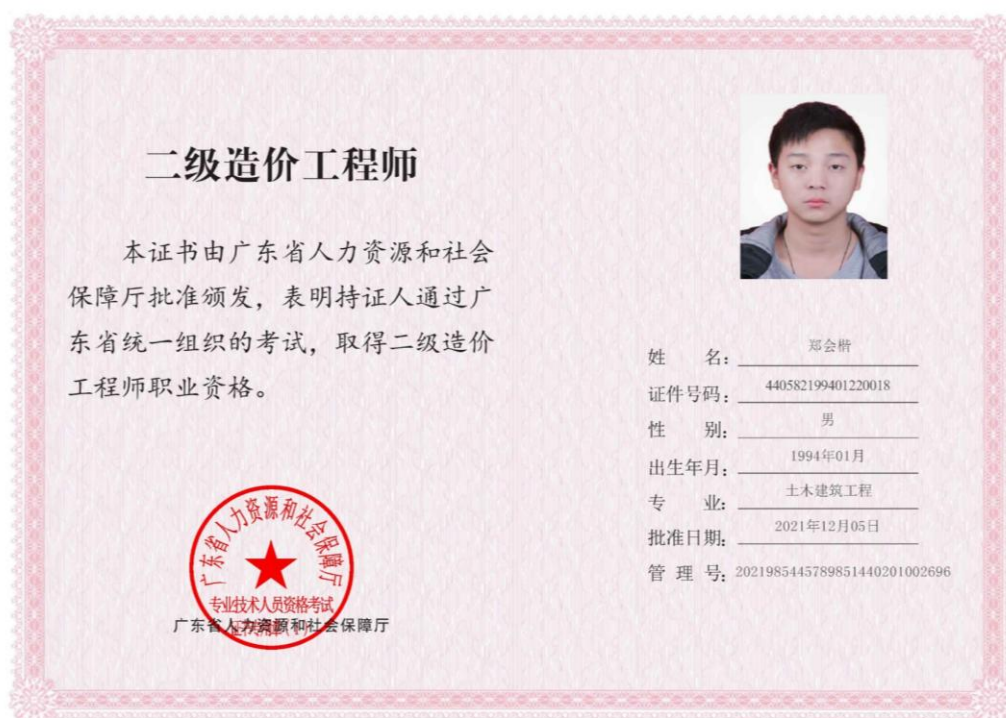 二级造价工程师
本证书由广东省人力资源和社会
保障厅批准颁发，表明持证人通过广
东省统一组织的考试，取得二级造价
工程师职业资格。
广东省人力资源和社会保障厅
专业技术人员资格考试
广东省人力资源和社会保障厅
姓 名：郑会楷
证件号码：440582199401220018
性 别：男
出生年月：1994年01月
专 业：土木建筑工程
批准日期：2021年12月05日
管 理 号：2021985445789851440201002696